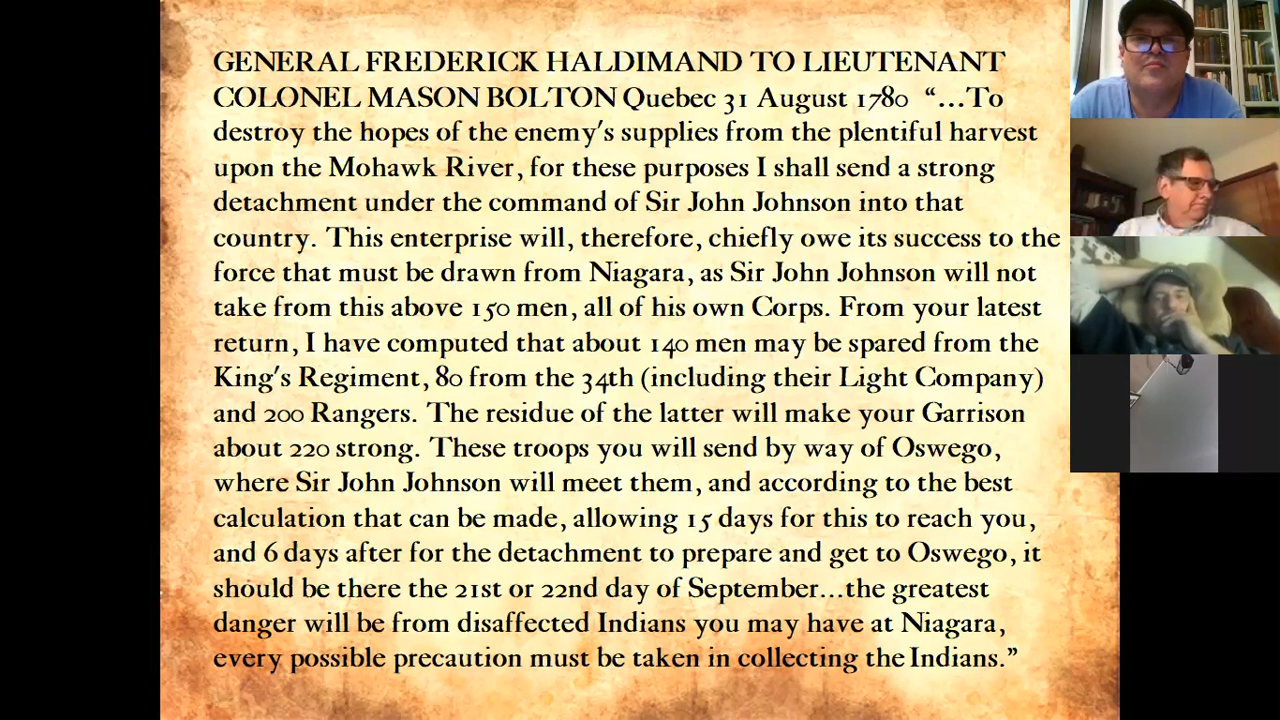 GENERAL FREDERICK HALDIMAND TO LIEUTENANT
COLONEL MASON BOLTON Quebec 31 August 1780 “…To
destroy the hopes of the enemy's supplies from the plentiful harvest
upon the Mohawk River, for these purposes I shall send a strong
detachment under the command of Sir John Johnson into that
country. This enterprise will, therefore, chiefly owe its success to the
force that must be drawn from Niagara, as Sir John Johnson will not
take from this above 150 men, all of his own Corps. From your latest
return, I have computed that about 140 men may be spared from the
King's Regiment, 80 from the 34th (including their Light Company)
and 200 Rangers. The residue of the latter will make your Garrison
about 220 strong. These troops you will send by way of Oswego,
where Sir John Johnson will meet them, and according to the best
calculation that can be made, allowing 15 days for this to reach you,
and 6 days after for the detachment to prepare and get to Oswego, it
should be there the 21st or 22nd day of September…the greatest
danger will be from disaffected Indians you may have at Niagara,
every possible precaution must be taken in collecting the Indians.”